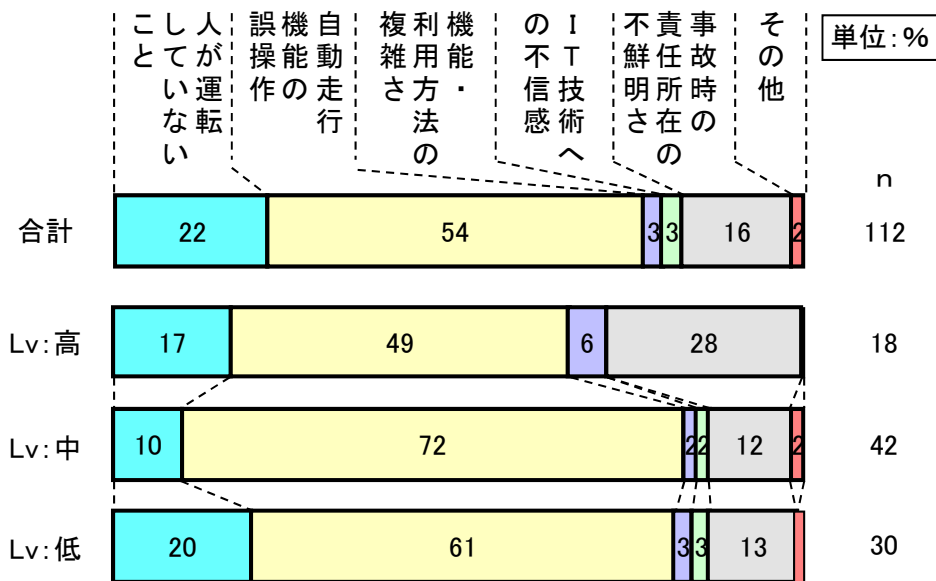 人が運転
していない
こと
自動走行
機能の
誤操作
機能・
利用方法の
複雑さ
IT技術へ
の不信感
事故時の
責任所在の
不鮮明さ
その他
単位:%
n
合計 22 54 3 3 16 2 112
Lv:高 17 49 6 28 18
Lv:中 10 72 2 2 12 2 42
Lv:低 20 61 3 3 13 30